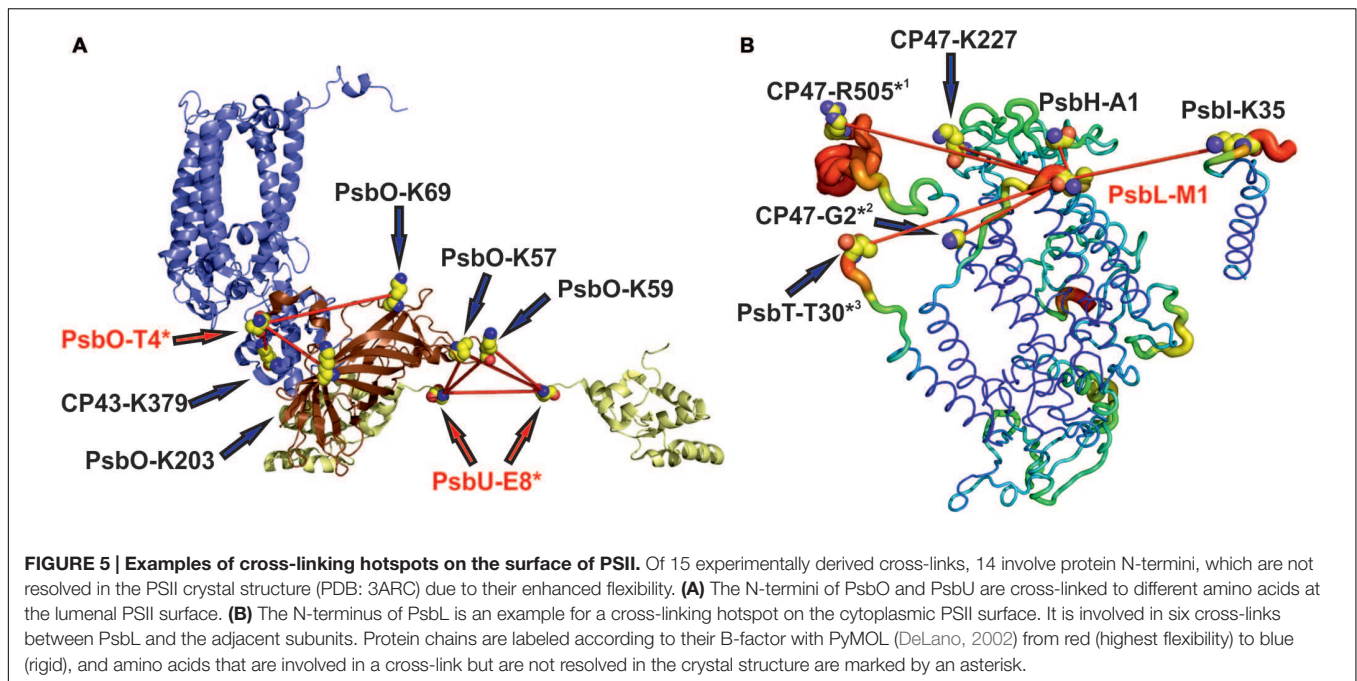 A
PsbO-K69
PsbO-K57
PsbO-K59
PsbO-T4*
CP43-K379
PsbO-K203
PsbU-E8*
B
CP47-K227
CP47-R505*1
PsbH-A1
PsbI-K35
PsbL-M1
CP47-G2*2
PsbT-T30*3
FIGURE 5 | Examples of cross-linking hotspots on the surface of PSII. Of 15 experimentally derived cross-links, 14 involve protein N-termini, which are not
resolved in the PSII crystal structure (PDB: 3ARC) due to their enhanced flexibility. (A) The N-termini of PsbO and PsbU are cross-linked to different amino acids at
the lumenal PSII surface. (B) The N-terminus of PsbL is an example for a cross-linking hotspot on the cytoplasmic PSII surface. It is involved in six cross-links
between PsbL and the adjacent subunits. Protein chains are labeled according to their B-factor with PyMOL (DeLano, 2002) from red (highest flexibility) to blue
(rigid), and amino acids that are involved in a cross-link but are not resolved in the crystal structure are marked by an asterisk.